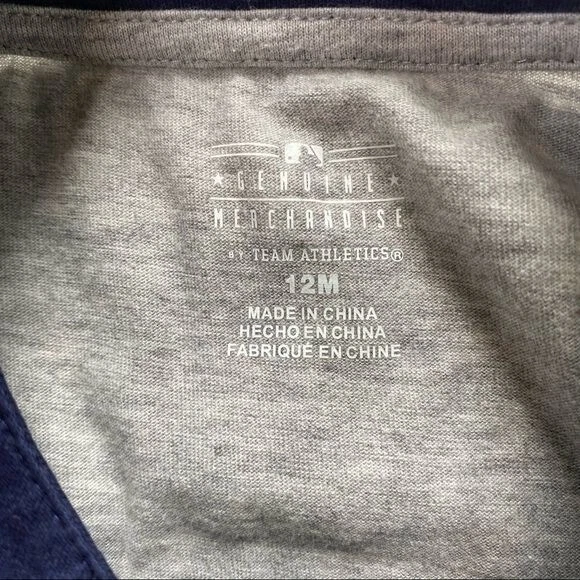 GENUINE
MERCHANDISE
BY TEAM ATHLETICS®
12M
MADE IN CHINA
HECHO EN CHINA
FABRIQUÉ EN CHINE